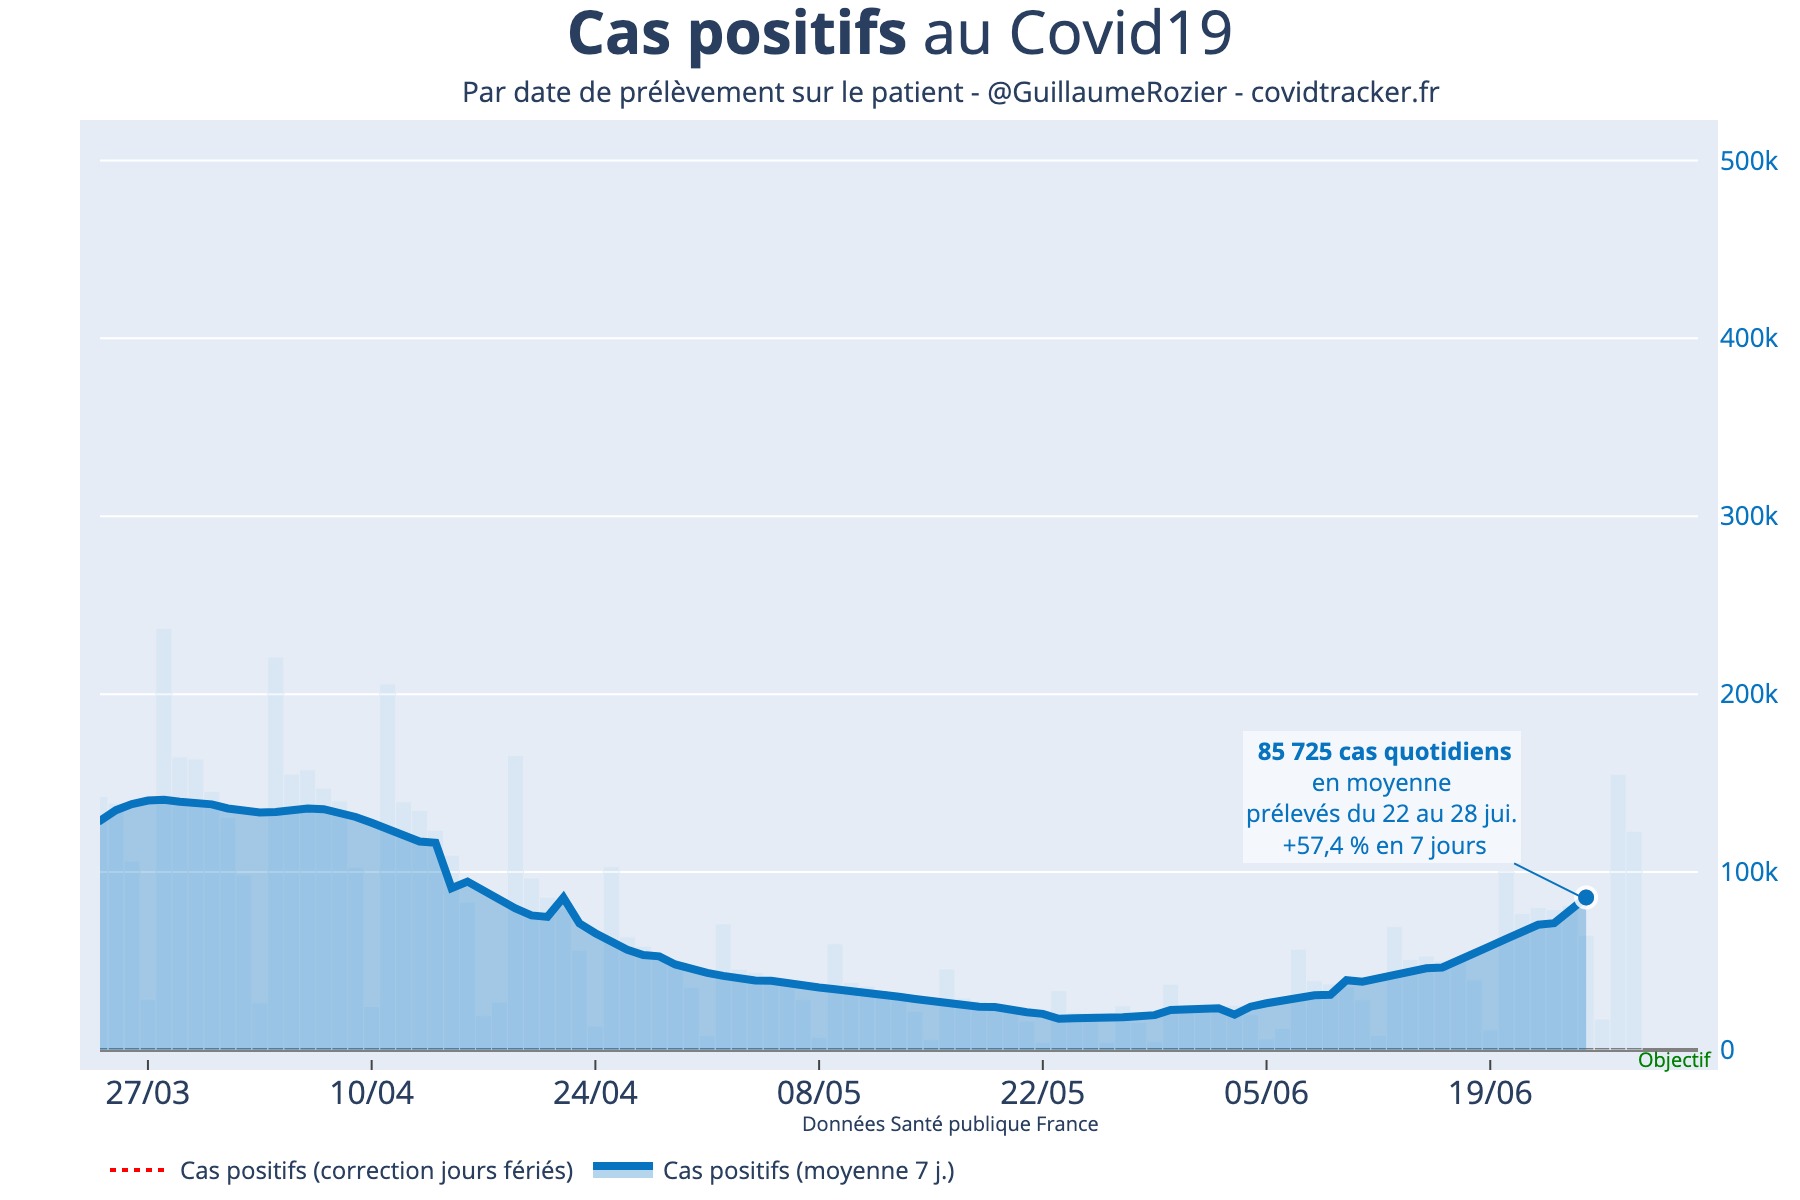 Cas positifs au Covid19
Par date de prélèvement sur le patient - @GuillaumeRozier - covidtracker.fr
500k
400k
300k
200k
100k
0
85 725 cas quotidiens
en moyenne
prélevés du 22 au 28 jui.
+57,4 % en 7 jours
Objectif
27/03 10/04 24/04 08/05 22/05 05/06 19/06
Données Santé publique France
Cas positifs (correction jours fériés) Cas positifs (moyenne 7 j.)